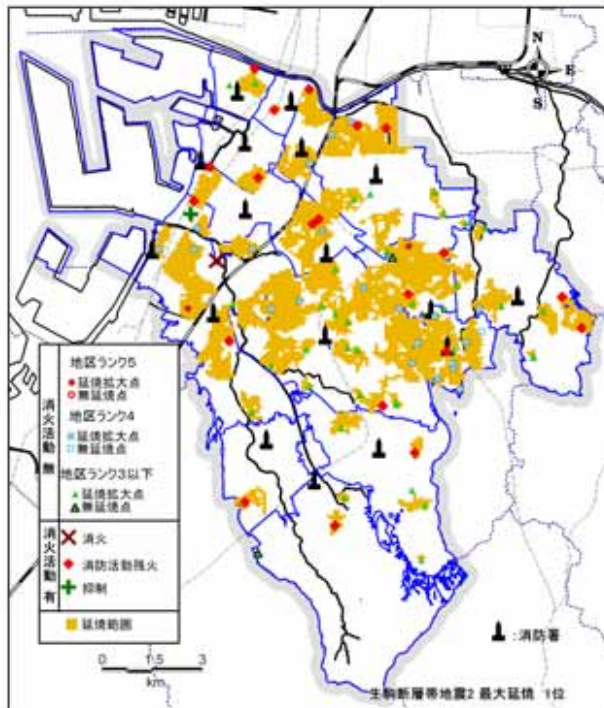 N
W
E
S
消火活動 無
地区ランク5
延焼拡大点
無延焼点
地区ランク4
延焼拡大点
無延焼点
地区ランク3以下
延焼拡大点
無延焼点
消火活動 有
消火
消防活動残火
抑制
延焼範囲
:消防署
0 1.5 3
km
生駒断層帯地震2 最大延焼 1位